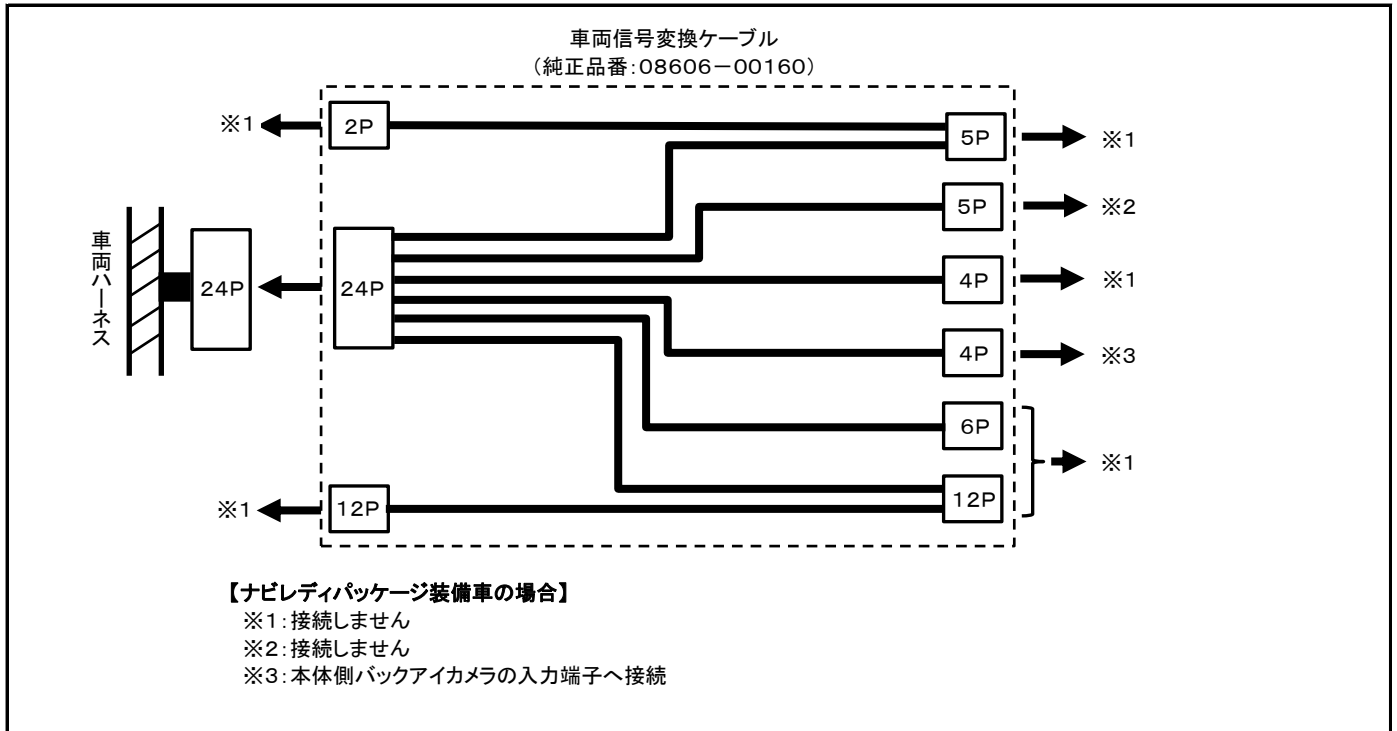 車両信号変換ケーブル
(純正品番:08606-00160)
※1
2P
5P
※1
5P
※2
車両ハーネス
24P
24P
4P
※1
4P
※3
6P
※1
※1
12P
12P
【ナビレディパッケージ装備車の場合】
※1:接続しません
※2:接続しません
※3:本体側バックアイカメラの入力端子へ接続